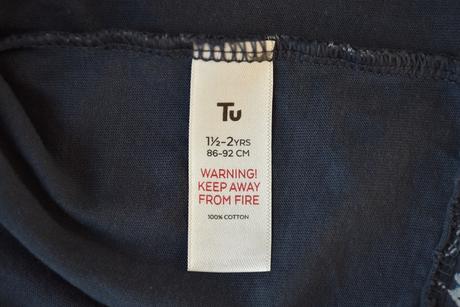 Tu
1½-2YRS
86-92 CM
WARNING!
KEEP AWAY
FROM FIRE
100% COTTON